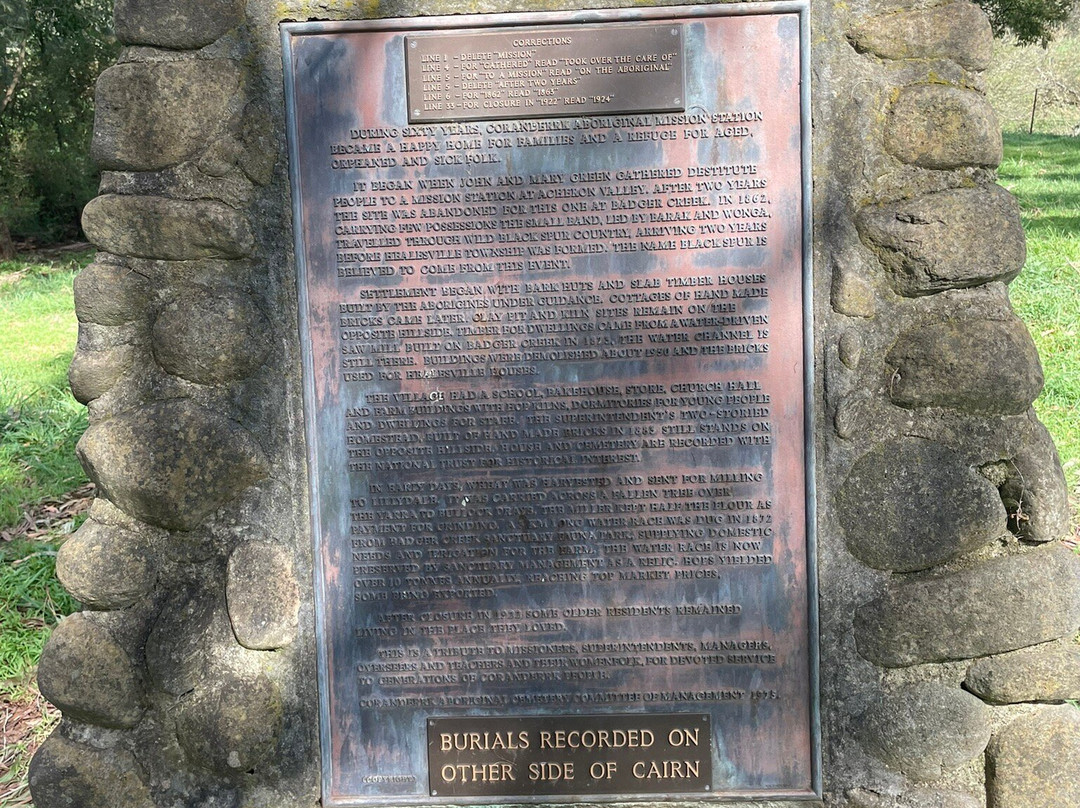 CORRECTIONS
LINE 1 – DELETE "MISSION"
LINE 4 – FOR "GATHERED" READ "TOOK OVER THE CARE OF"
LINE 5 – FOR "TO A MISSION" READ "ON THE ABORIGINAL"
LINE 5 – DELETE "AFTER TWO YEARS"
LINE 6 – FOR "1862" READ "1863"
LINE 33 – FOR CLOSURE IN "1922" READ "1924"
DURING SIXTY YEARS, CORANDERRK ABORIGINAL MISSION STATION
BECAME A HAPPY HOME FOR FAMILIES AND A REFUGE FOR AGED,
ORPHANED AND SICK FOLK.
IT BEGAN WHEN JOHN AND MARY GREEN GATHERED DESTITUTE
PEOPLE TO A MISSION STATION AT ACHERON VALLEY. AFTER TWO YEARS
THE SITE WAS ABANDONED FOR THIS ONE AT BADGER CREEK. IN 1862,
CARRYING FEW POSSESSIONS THE SMALL BAND, LED BY BARAK AND WONGA,
TRAVELLED THROUGH WILD BLACK SPUR COUNTRY, ARRIVING TWO YEARS
BEFORE HEALESVILLE TOWNSHIP WAS FORMED. THE NAME BLACK SPUR IS
BELIEVED TO COME FROM THIS EVENT.
SETTLEMENT BEGAN WITH BARK HUTS AND SLAB TIMBER HOUSES
BUILT BY THE ABORIGINES UNDER GUIDANCE. COTTAGES OF HAND MADE
BRICKS CAME LATER. CLAY PIT AND KILN SITES REMAIN ON THE
OPPOSITE HILLSIDE. TIMBER FOR DWELLINGS CAME FROM A WATER-DRIVEN
SAW MILL BUILT ON BADGER CREEK IN 1873. THE WATER CHANNEL IS
STILL THERE. BUILDINGS WERE DEMOLISHED ABOUT 1950 AND THE BRICKS
USED FOR HEALESVILLE HOUSES.
THE VILLAGE HAD A SCHOOL, BAKEHOUSE, STORE, CHURCH HALL
AND FARM BUILDINGS WITH HOP KILNS, DORMITORIES FOR YOUNG PEOPLE
AND DWELLINGS FOR STAFF. THE SUPERINTENDENT'S TWO-STORIED
HOMESTEAD, BUILT OF HAND MADE BRICKS IN 1883 STILL STANDS ON
THE OPPOSITE HILLSIDE. HOUSE AND CEMETERY ARE RECORDED WITH
THE NATIONAL TRUST FOR HISTORICAL INTEREST.
IN EARLY DAYS, WHEAT WAS HARVESTED AND SENT FOR MILLING
TO LILLYDALE. IT WAS CARRIED ACROSS A FALLEN TREE OVER
THE YARRA TO BULLOCK DRAYS. THE MILLER KEPT HALF THE FLOUR AS
PAYMENT FOR GRINDING. A KM LONG WATER RACE WAS DUG IN 1872
FROM BADGER CREEK SANCTUARY FAUNA PARK, SUPPLYING DOMESTIC
NEEDS AND IRRIGATION FOR THE FARM. THE WATER RACE IS NOW
PRESERVED BY SANCTUARY MANAGEMENT AS A RELIC. HOPS YIELDED
OVER 10 TONNES ANNUALLY, REACHING TOP MARKET PRICES,
SOME BEING EXPORTED.
AFTER CLOSURE IN 1922 SOME OLDER RESIDENTS REMAINED
LIVING IN THE PLACE THEY LOVED.
THIS IS A TRIBUTE TO MISSIONERS, SUPERINTENDENTS, MANAGERS,
OVERSEERS AND TEACHERS AND THEIR WOMENFOLK, FOR DEVOTED SERVICE
TO GENERATIONS OF CORANDERRK PEOPLE.
CORANDERRK ABORIGINAL CEMETERY COMMITTEE OF MANAGEMENT
(COPYRIGHT)
BURIALS RECORDED ON
OTHER SIDE OF CAIRN